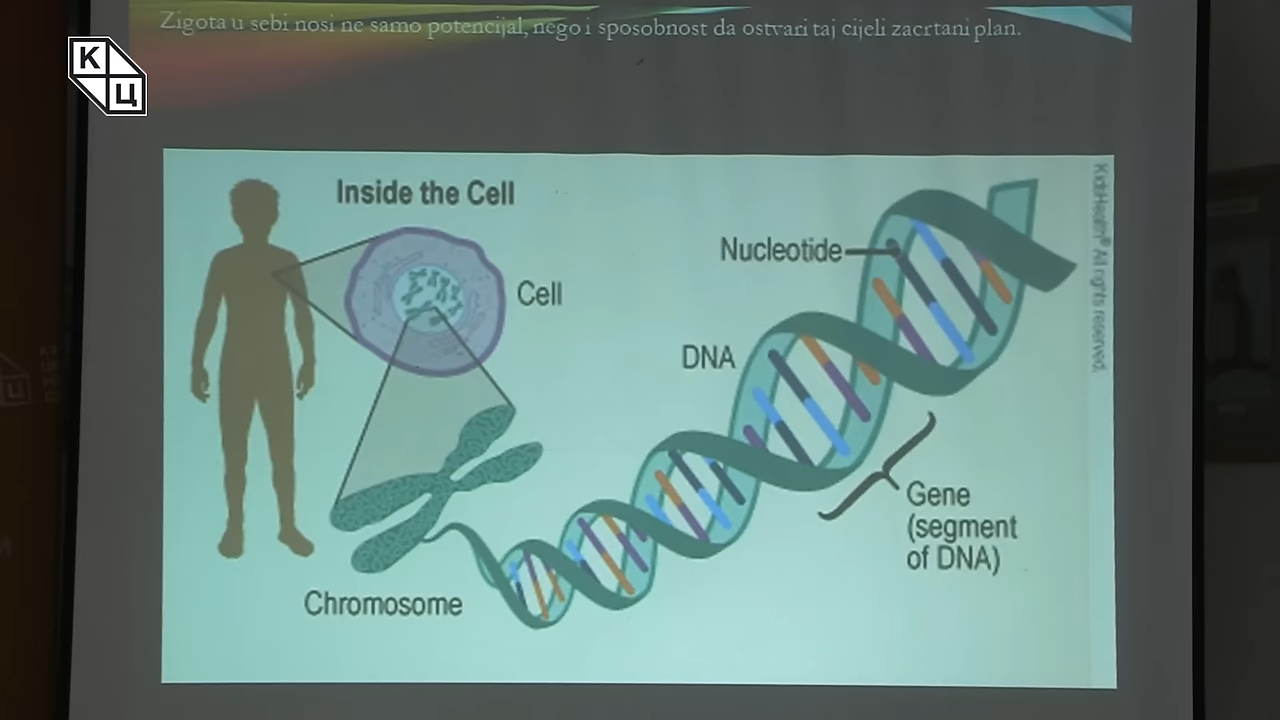 Zigota u sebi nosi ne samo potencijal, nego i sposobnost da ostvari taj cijeli zacrtani plan.
К
Ц
Inside the Cell
Cell
Nucleotide
DNA
Gene
(segment
of DNA)
Chromosome
KidsHealth® All rights reserved.